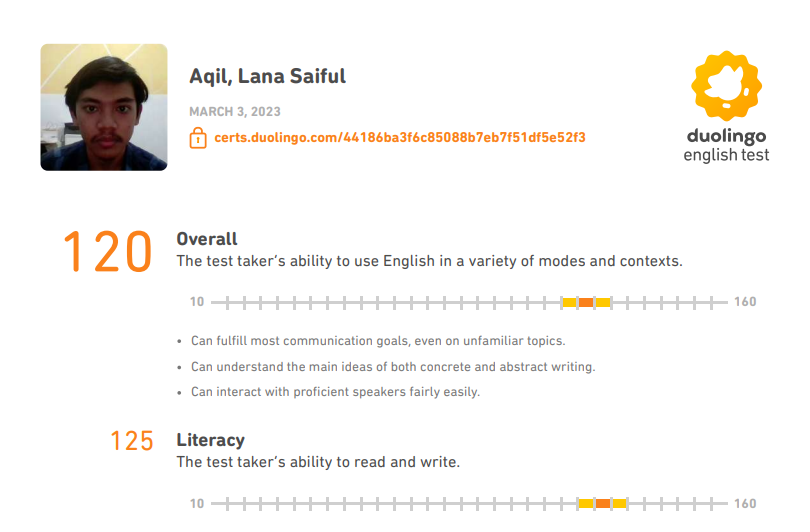 Aqil, Lana Saiful
MARCH 3, 2023
certs.duolingo.com/44186ba3f6c85088b7eb7f51df5e52f3
duolingo
english test
120
Overall
The test taker's ability to use English in a variety of modes and contexts.
10 160
• Can fulfill most communication goals, even on unfamiliar topics.
• Can understand the main ideas of both concrete and abstract writing.
• Can interact with proficient speakers fairly easily.
125
Literacy
The test taker's ability to read and write.
10 160